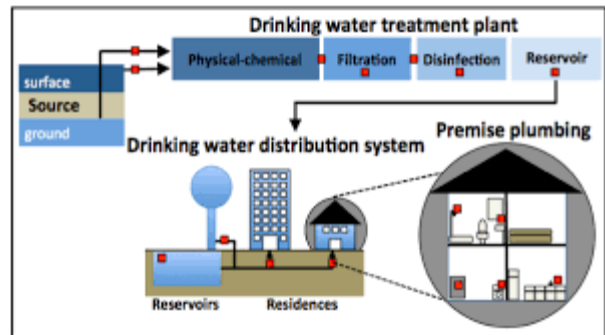 Drinking water treatment plant
Physical-chemical
Filtration
Disinfection
Reservoir
surface
Source
ground
Drinking water distribution system
Premise plumbing
Reservoirs
Residences